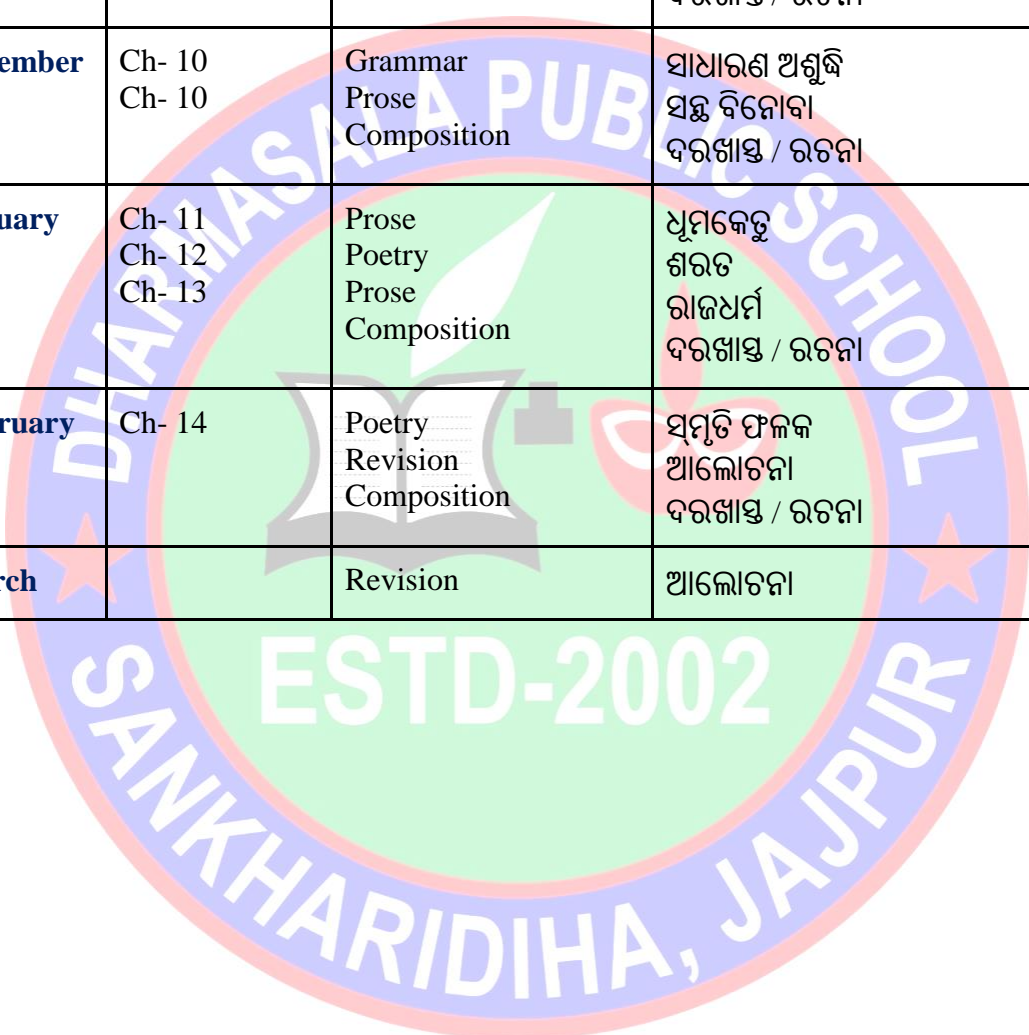 ଦରଖାସ୍ତ / ରଚନା
ember Ch- 10 Grammar ସାଧାରଣ ଅଶୁଦ୍ଧି
Ch- 10 Prose ସନ୍ଥ ବିନୋବା
Composition ଦରଖାସ୍ତ / ରଚନା
uary Ch- 11 Prose ଧୂମକେତୁ
Ch- 12 Poetry ଶରତ
Ch- 13 Prose ରାଜଧର୍ମ
Composition ଦରଖାସ୍ତ / ରଚନା
ruary Ch- 14 Poetry ସ୍ମୃତି ଫଳକ
Revision ଆଲୋଚନା
Composition ଦରଖାସ୍ତ / ରଚନା
rch Revision ଆଲୋଚନା
DHARMASALA PUBLIC SCHOOL
ESTD-2002
SANKHARIDIHA, JAJPUR